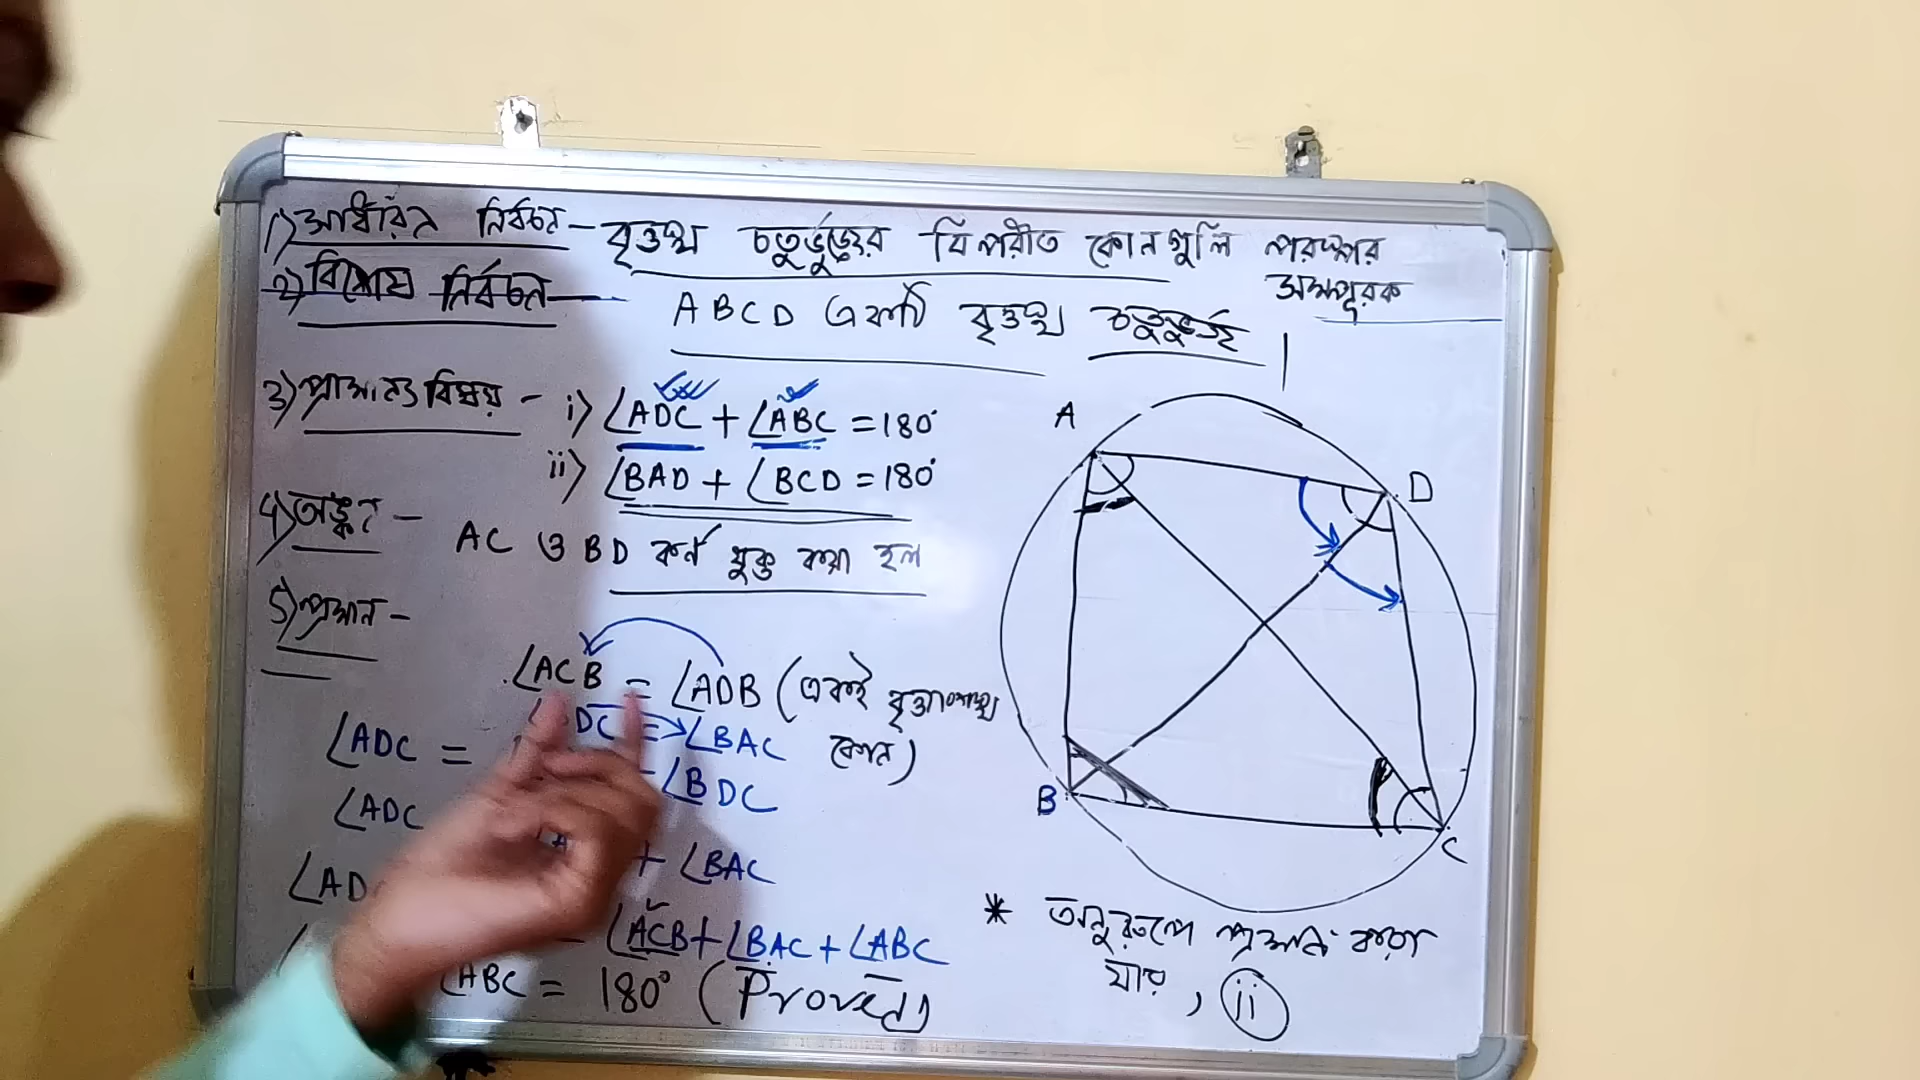 1) সাধারন নির্বচন - বৃত্তস্থ চতুর্ভুজের বিপরীত কোনগুলি পরস্পর
সম্পূরক
2) বিশেষ নির্বচন - ABCD একটি বৃত্তস্থ চতুর্ভুজ
3) প্রামান্য বিষয় - i) ∠ADC + ∠ABC = 180°
ii) ∠BAD + ∠BCD = 180°
4) অঙ্কন - AC ও BD কর্ন যুক্ত করা হল
5) প্রমান -
∠ACB = ∠ADB (একই বৃত্তাংশস্থ
কোন)
DC = ∠BAC
∠ADC =
∠BDC
∠ADC
+ ∠BAC
∠AD
= ∠ACB + ∠BAC + ∠ABC
∠ABC = 180° (Proved)
A
D
B
C
* অনুরূপে প্রমান করা
যায়, ii